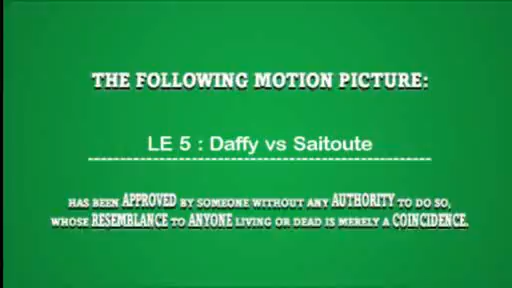 THE FOLLOWING MOTION PICTURE:
LE 5 : Daffy vs Saitoute
HAS BEEN APPROVED BY SOMEONE WITHOUT ANY AUTHORITY TO DO SO,
WHOSE RESEMBLANCE TO ANYONE LIVING OR DEAD IS MERELY A COINCIDENCE.